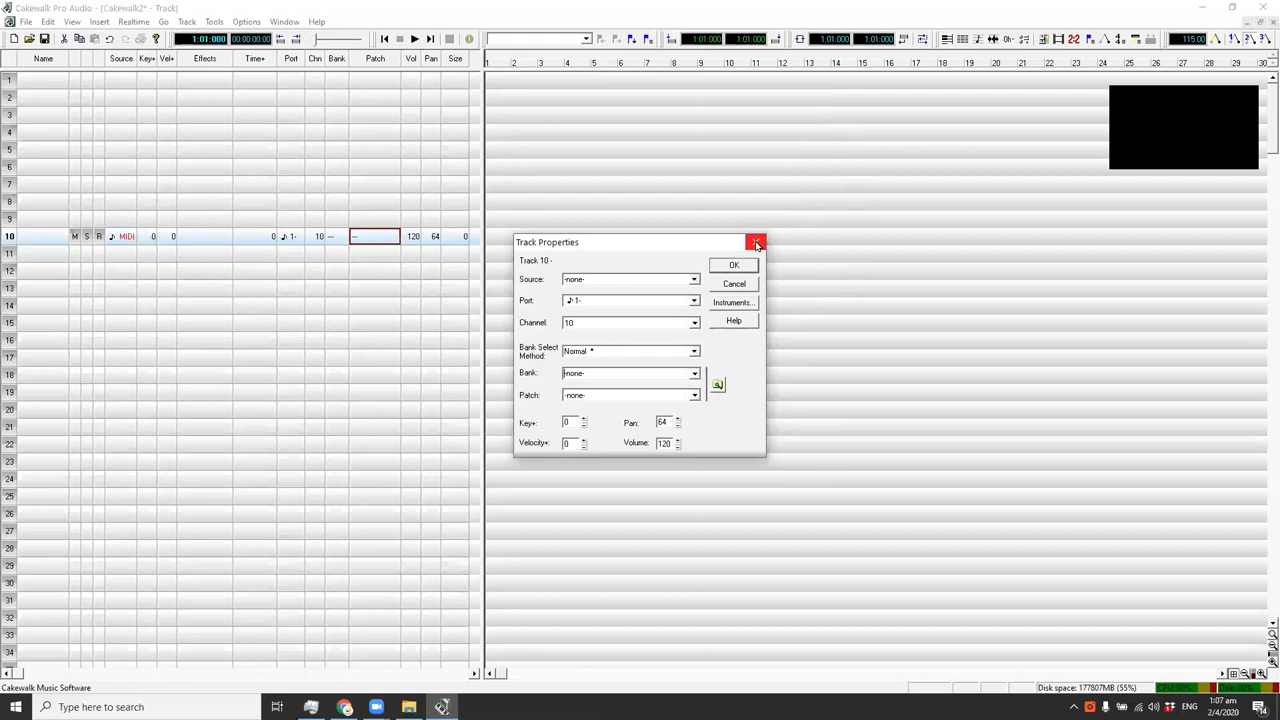 Cakewalk Pro Audio - [Cakewalk2* - Track]
File Edit View Insert Realtime Go Track Tools Options Cakewalk Window Help
1:01:000 00:00:00:00 1:01:000 1:01:000 1:01:000 1:01:000 115.00
Name Source Key+ Vel+ Effects Time+ Port Chn Bank Patch Vol Pan Size
1 2 3 4 5 6 7 8 9 10 11 12 13 14 15 16 17 18 19 20 21 22 23 24 25 26 27 28 29 30
1
2
3
4
5
6
7
8
9
10 M S R MIDI 0 0 0 1- 10 --- --- 120 64 0
11
12
13
14
15
16
17
18
19
20
21
22
23
24
25
26
27
28
29
30
31
32
33
34
Track Properties
Track 10 -
Source: -none-
Port: 1-
Channel: 10
Bank Select Method: Normal *
Bank: -none-
Patch: -none-
Key+: 0 Pan: 64
Velocity+: 0 Volume: 120
OK
Cancel
Instruments...
Help
Cakewalk Music Software
Disk space: 177807MB (55%) CPU: 00% Disk: 00%
Type here to search
ENG
1:07 am
2/4/2020
14